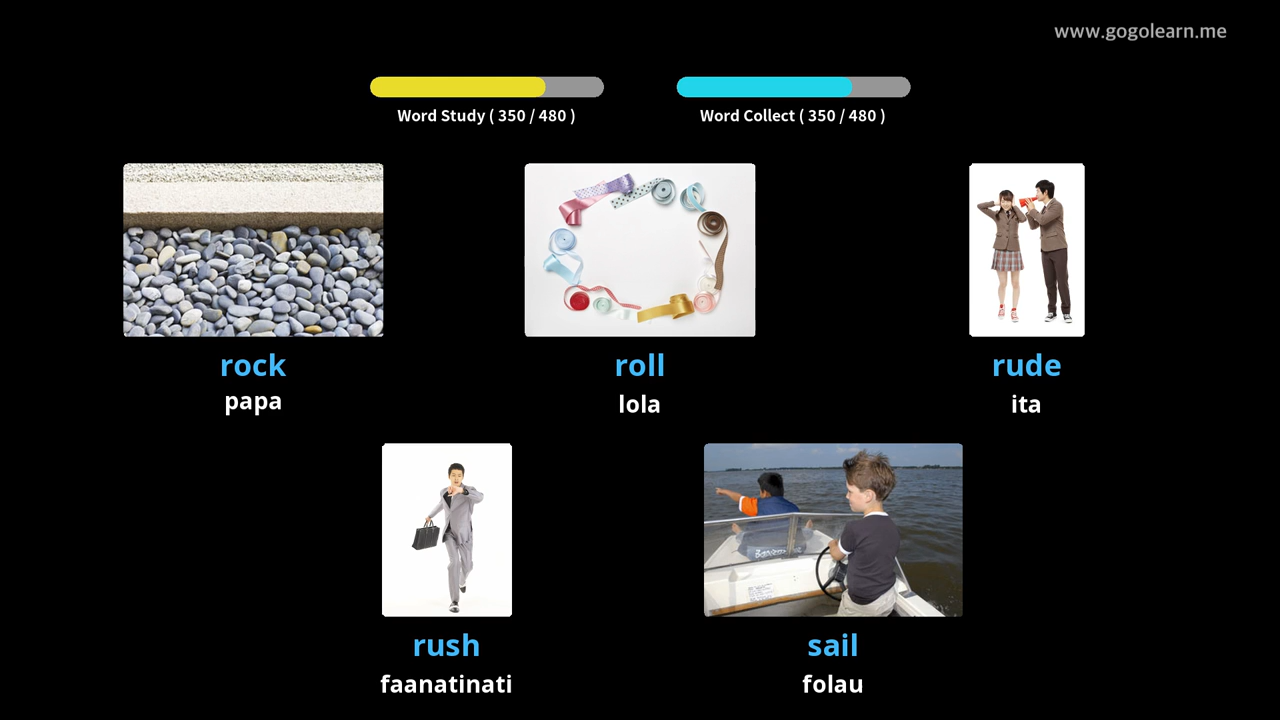 www.gogolearn.me
Word Study ( 350 / 480 )
Word Collect ( 350 / 480 )
rock
papa
roll
lola
rude
ita
rush
faanatinati
sail
folau